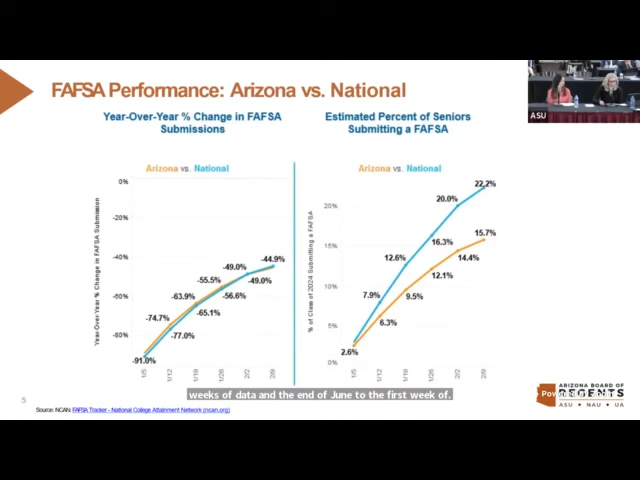 FAFSA Performance: Arizona vs. National
ASU
Year-Over-Year % Change in FAFSA
Submissions
Arizona vs. National
Year-Over-Year % Change in FAFSA Submission
0%
-20%
-40%
-60%
-80%
-91.0%
-74.7%
-77.0%
-63.9%
-65.1%
-55.5%
-56.6%
-49.0%
-49.0%
-44.9%
1/5
1/12
1/19
1/26
2/2
2/9
Estimated Percent of Seniors
Submitting a FAFSA
Arizona vs. National
% of Class of 2024 Submitting a FAFSA
20%
15%
10%
5%
0%
2.6%
7.9%
6.3%
12.6%
9.5%
16.3%
12.1%
20.0%
14.4%
22.2%
15.7%
1/5
1/12
1/19
1/26
2/2
2/9
weeks of data and the end of June to the first week of.
5
Source: NCAN: FAFSA Tracker - National College Attainment Network (ncan.org)
ARIZONA BOARD OF
REGENTS
ASU • NAU • UA